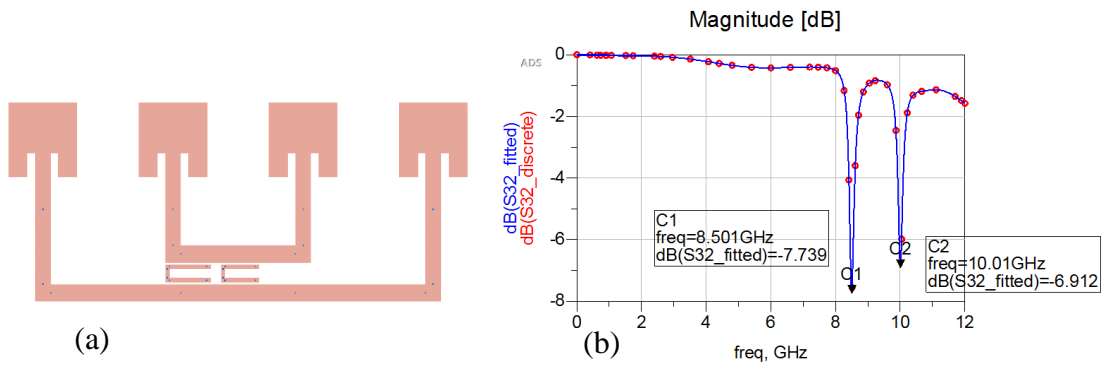 Magnitude [dB]
ADS
dB(S32_fitted)
dB(S32_discrete)
0
-2
-4
-6
-8
C1
freq=8.501GHz
dB(S32_fitted)=-7.739
C1
C2
C2
freq=10.01GHz
dB(S32_fitted)=-6.912
0
2
4
6
8
10
12
freq, GHz
(a)
(b)